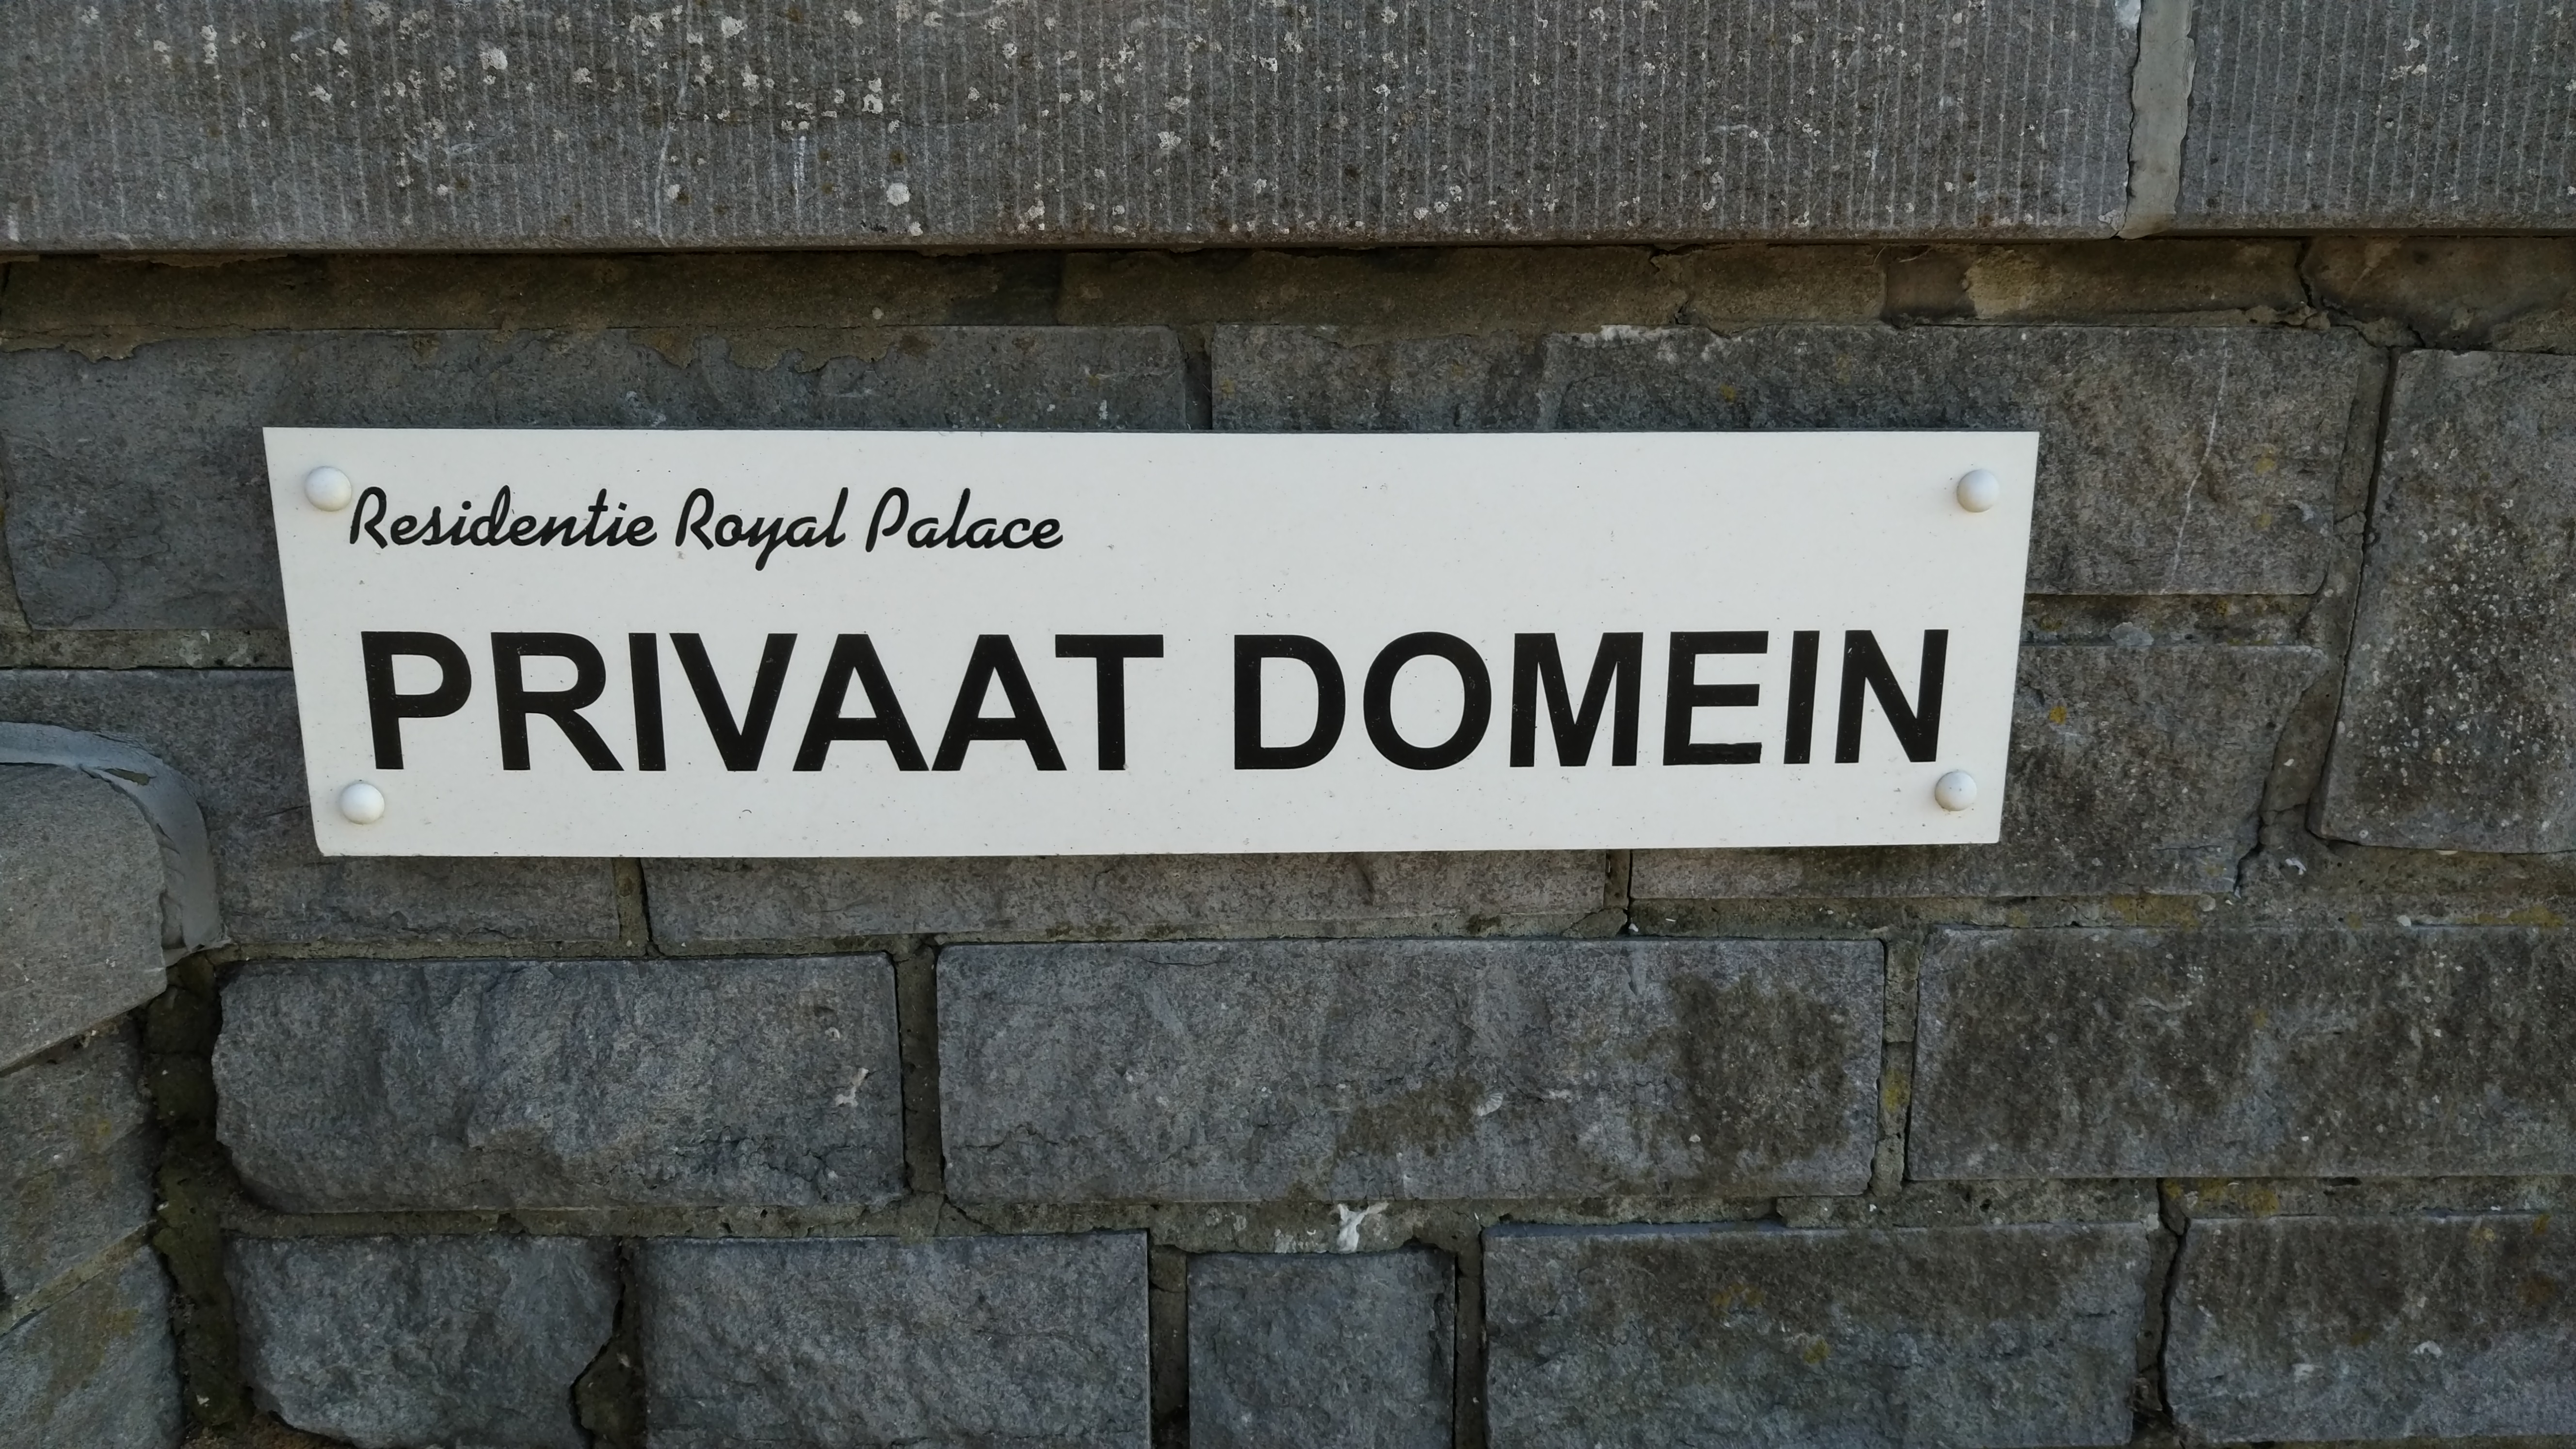 Residentie Royal Palace
PRIVAAT DOMEIN